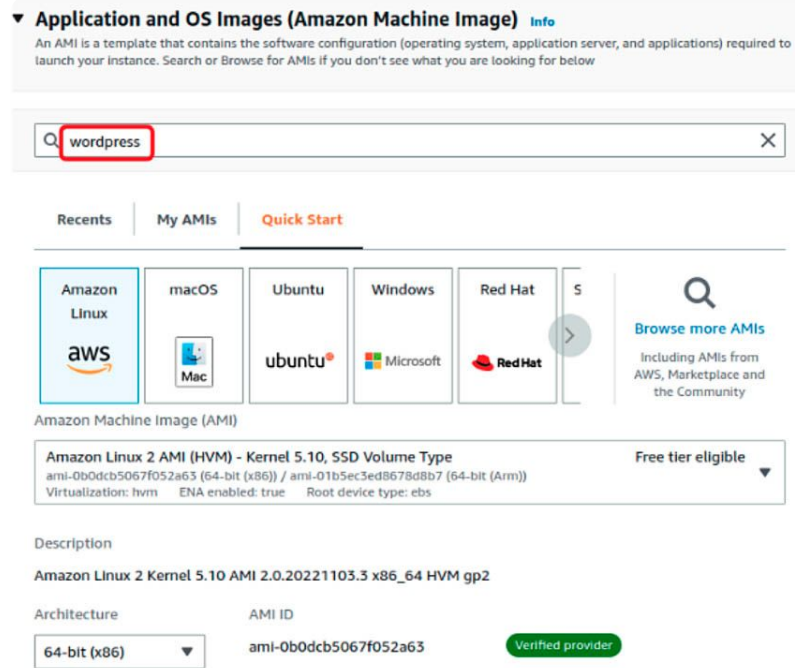 Application and OS Images (Amazon Machine Image) Info
An AMI is a template that contains the software configuration (operating system, application server, and applications) required to
launch your instance. Search or Browse for AMIs if you don't see what you are looking for below
wordpress
Recents My AMIs Quick Start
Amazon Linux
aws
macOS
Mac
Ubuntu
ubuntu
Windows
Microsoft
Red Hat
Red Hat
S
Browse more AMIs
Including AMIs from
AWS, Marketplace and
the Community
Amazon Machine Image (AMI)
Amazon Linux 2 AMI (HVM) - Kernel 5.10, SSD Volume Type Free tier eligible
ami-0b0dcb5067f052a63 (64-bit (x86)) / ami-01b5ec3ed8678d8b7 (64-bit (Arm))
Virtualization: hvm ENA enabled: true Root device type: ebs
Description
Amazon Linux 2 Kernel 5.10 AMI 2.0.20221103.3 x86_64 HVM gp2
Architecture AMI ID
64-bit (x86) ami-0b0dcb5067f052a63 Verified provider